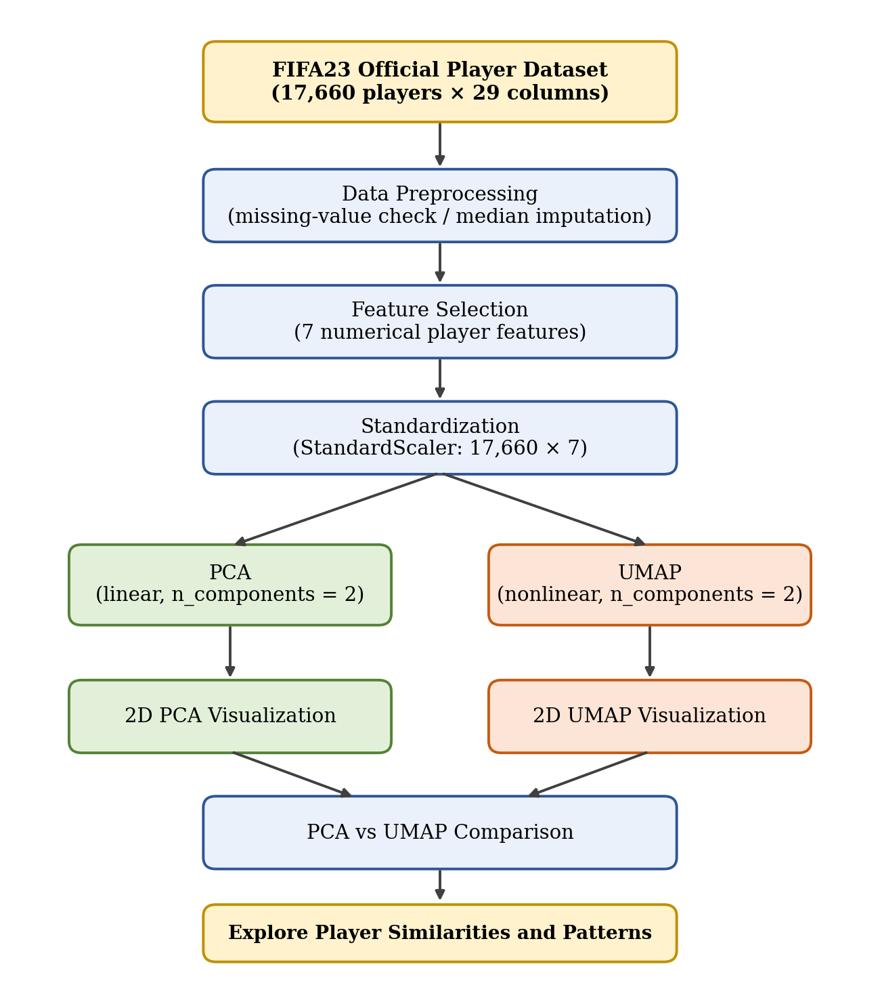 FIFA23 Official Player Dataset
(17,660 players × 29 columns)
Data Preprocessing
(missing-value check / median imputation)
Feature Selection
(7 numerical player features)
Standardization
(StandardScaler: 17,660 × 7)
PCA
(linear, n_components = 2)
UMAP
(nonlinear, n_components = 2)
2D PCA Visualization
2D UMAP Visualization
PCA vs UMAP Comparison
Explore Player Similarities and Patterns